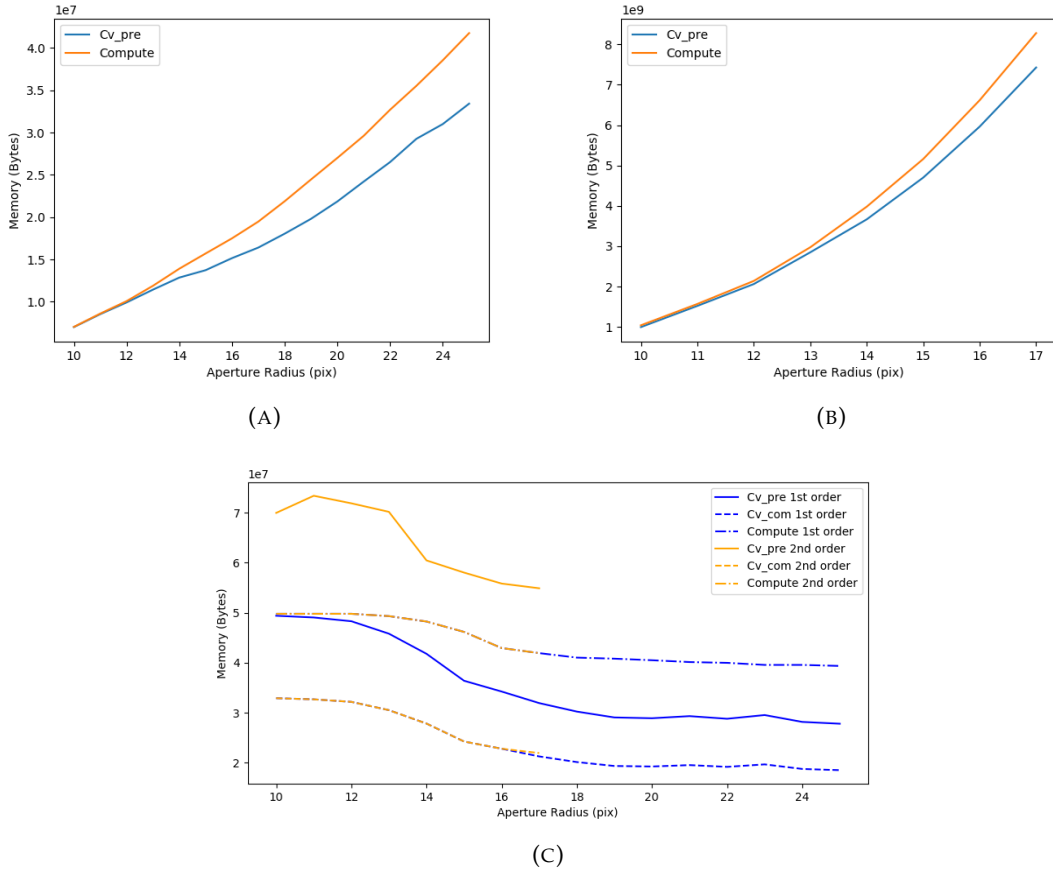 1e7
Cv_pre
Compute
4.0
3.5
3.0
2.5
2.0
1.5
1.0
Memory (Bytes)
10 12 14 16 18 20 22 24
Aperture Radius (pix)
(A)
1e9
Cv_pre
Compute
8
7
6
5
4
3
2
1
Memory (Bytes)
10 11 12 13 14 15 16 17
Aperture Radius (pix)
(B)
1e7
Cv_pre 1st order
Cv_com 1st order
Compute 1st order
Cv_pre 2nd order
Cv_com 2nd order
Compute 2nd order
7
6
5
4
3
2
Memory (Bytes)
10 12 14 16 18 20 22 24
Aperture Radius (pix)
(C)